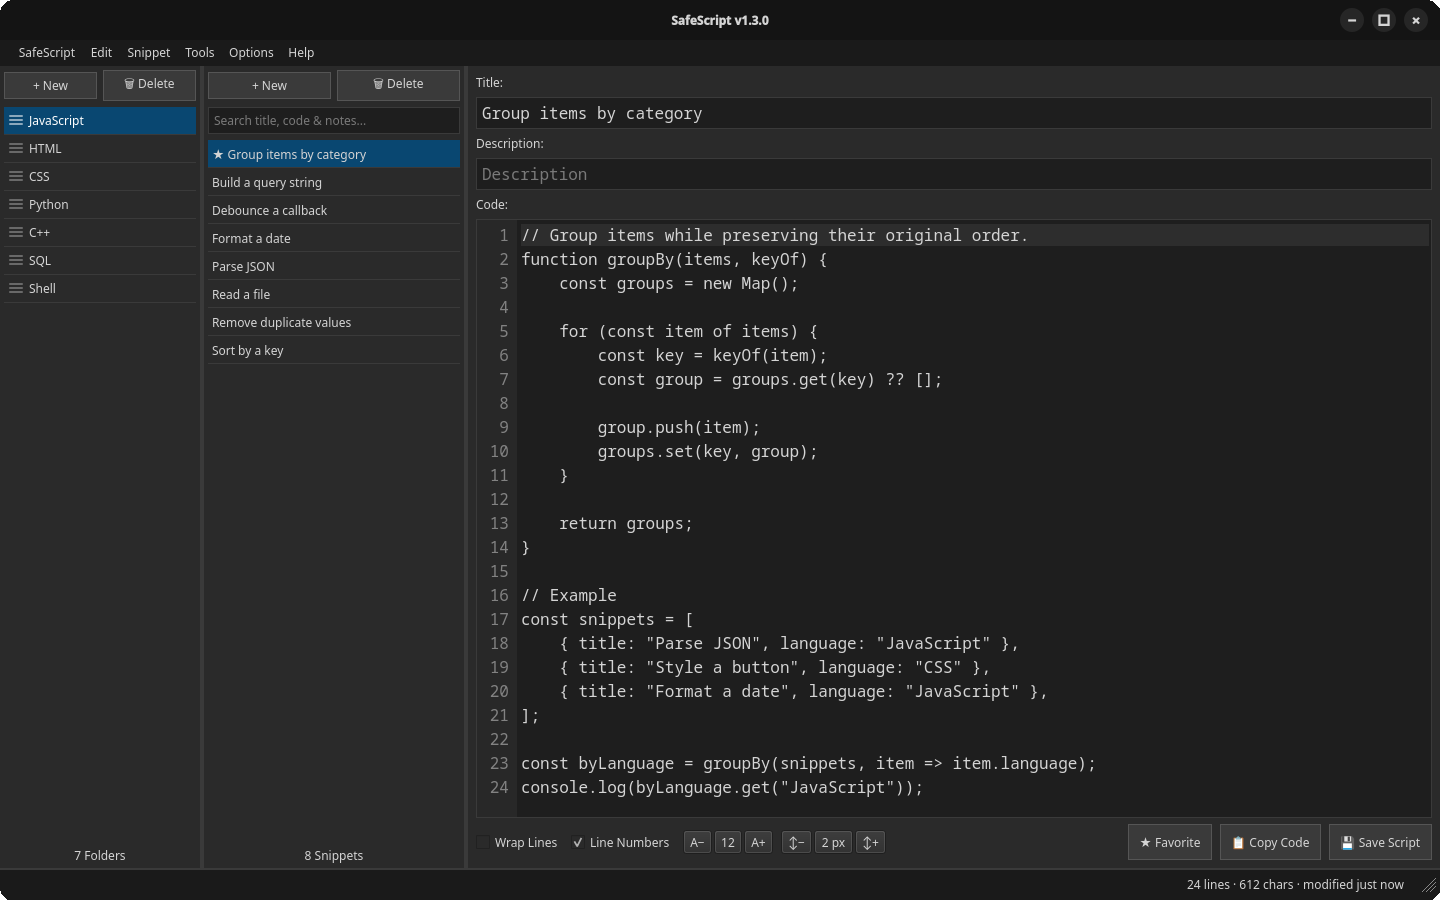 SafeScript v1.3.0
SafeScript Edit Snippet Tools Options Help
+ New Delete
JavaScript
HTML
CSS
Python
C++
SQL
Shell
7 Folders
+ New Delete
Search title, code & notes...
★ Group items by category
Build a query string
Debounce a callback
Format a date
Parse JSON
Read a file
Remove duplicate values
Sort by a key
8 Snippets
Title:
Group items by category
Description:
Description
Code:
1 // Group items while preserving their original order.
2 function groupBy(items, keyOf) {
3     const groups = new Map();
4
5     for (const item of items) {
6         const key = keyOf(item);
7         const group = groups.get(key) ?? [];
8
9         group.push(item);
10         groups.set(key, group);
11     }
12
13     return groups;
14 }
15
16 // Example
17 const snippets = [
18     { title: "Parse JSON", language: "JavaScript" },
19     { title: "Style a button", language: "CSS" },
20     { title: "Format a date", language: "JavaScript" },
21 ];
22
23 const byLanguage = groupBy(snippets, item => item.language);
24 console.log(byLanguage.get("JavaScript"));
Wrap Lines ✓ Line Numbers A− 12 A+ ↕− 2 px ↕+ ★ Favorite Copy Code Save Script
24 lines · 612 chars · modified just now